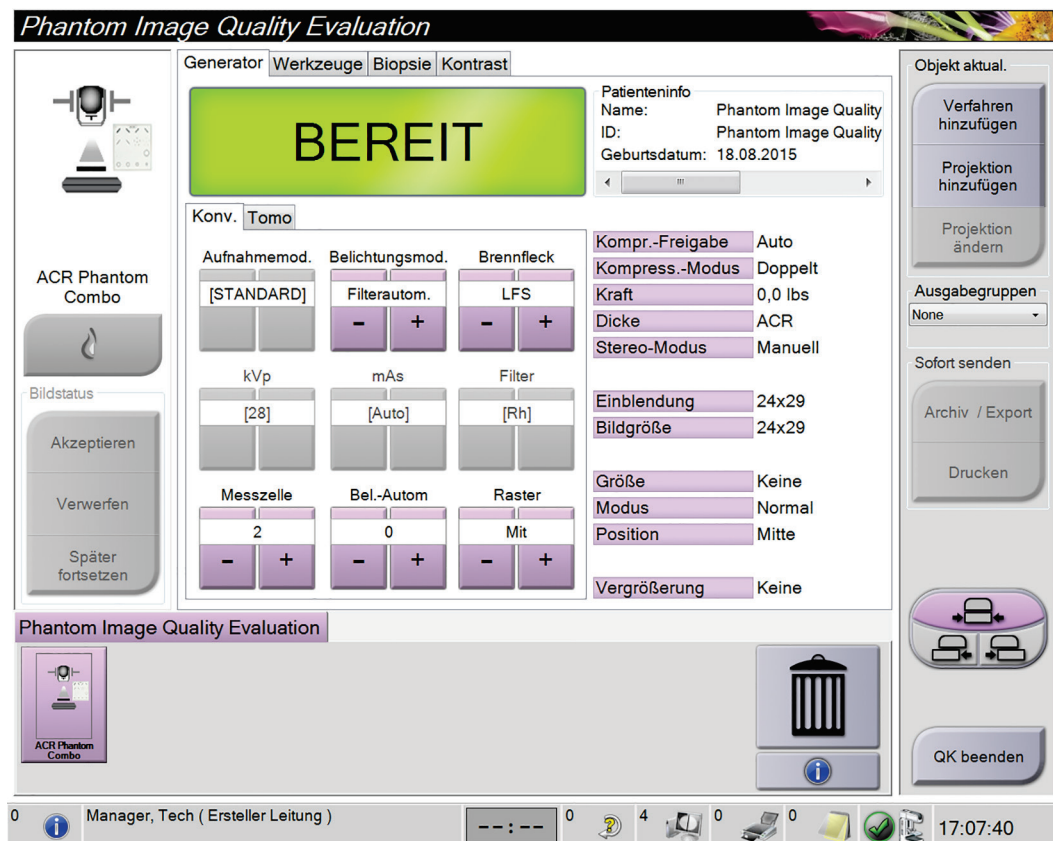 Phantom Image Quality Evaluation
ACR Phantom
Combo
Bildstatus
Akzeptieren
Verwerfen
Später
fortsetzen
Generator Werkzeuge Biopsie Kontrast
BEREIT
Patienteninfo
Name: Phantom Image Quality
ID: Phantom Image Quality
Geburtsdatum: 18.08.2015
Konv. Tomo
Aufnahmemod. Belichtungsmod. Brennfleck
[STANDARD] Filterautom. LFS
- + - +
kVp mAs Filter
[28] [Auto] [Rh]
Messzelle Bel.-Autom Raster
2 0 Mit
- + - + - +
Kompr.-Freigabe Auto
Kompress.-Modus Doppelt
Kraft 0,0 lbs
Dicke ACR
Stereo-Modus Manuell
Einblendung 24x29
Bildgröße 24x29
Größe Keine
Modus Normal
Position Mitte
Vergrößerung Keine
Objekt aktual.
Verfahren
hinzufügen
Projektion
hinzufügen
Projektion
ändern
Ausgabegruppen
None
Sofort senden
Archiv / Export
Drucken
QK beenden
Phantom Image Quality Evaluation
ACR Phantom
Combo
0 Manager, Tech ( Ersteller Leitung ) --:-- 0 4 0 0 17:07:40